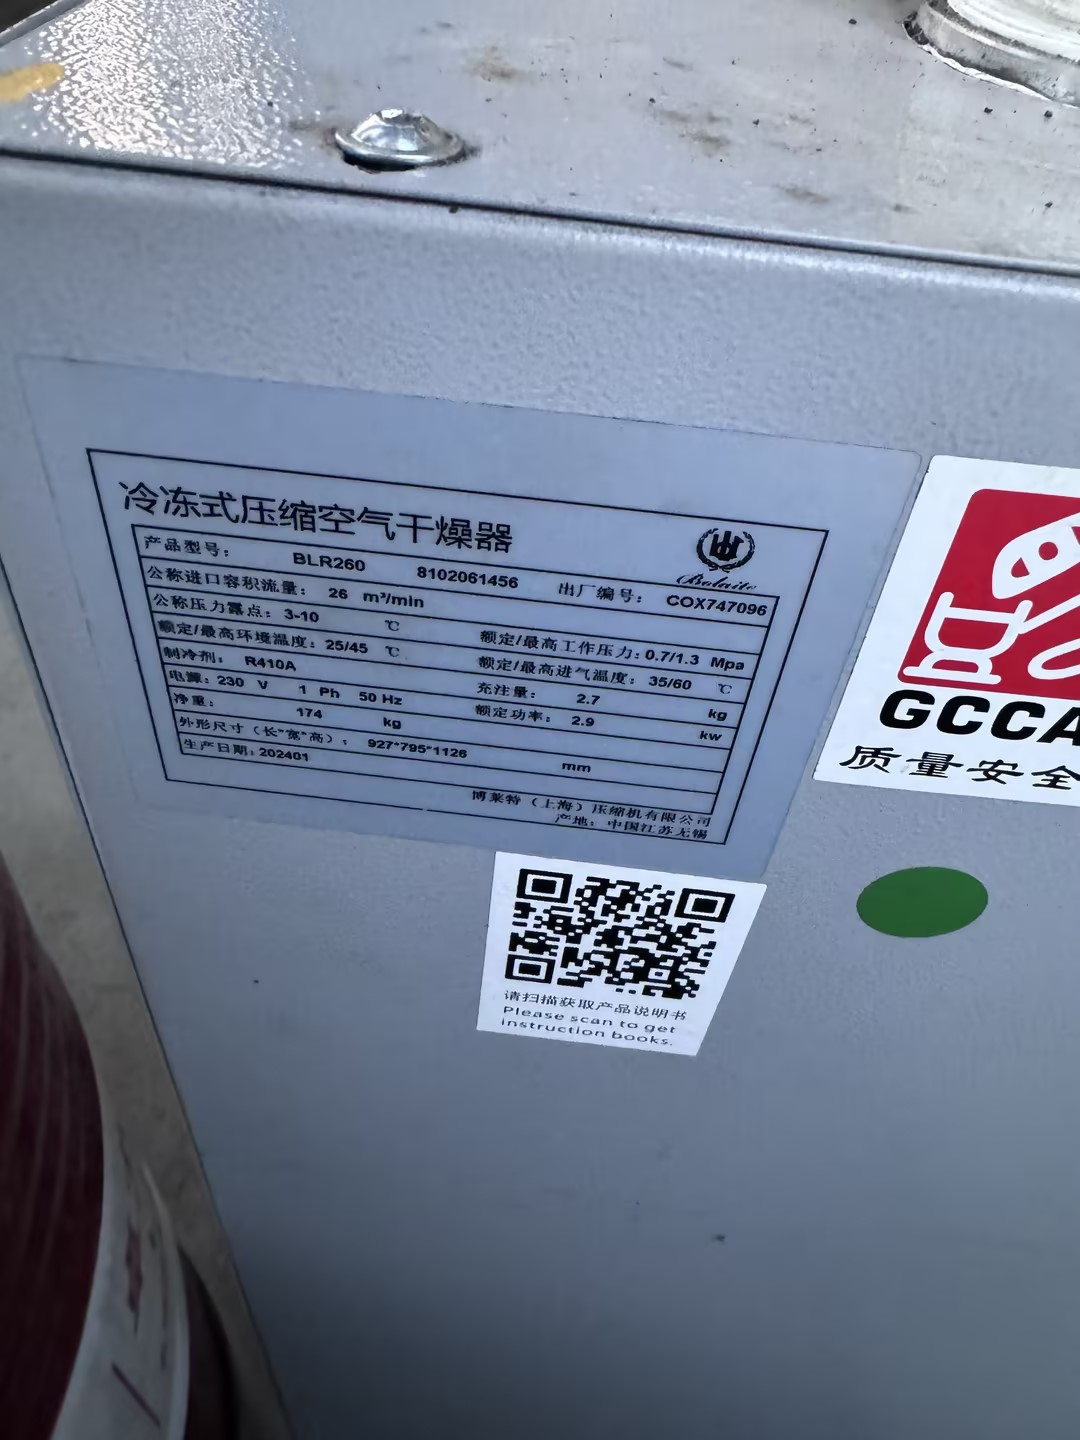 冷冻式压缩空气干燥器
Bolaite
产品型号: BLR260 8102061456 出厂编号: COX747096
公称进口容积流量: 26 m³/min
公称压力露点: 3-10 ℃ 额定/最高工作压力: 0.7/1.3 Mpa
额定/最高环境温度: 25/45 ℃ 额定/最高进气温度: 35/60 ℃
制冷剂: R410A 充注量: 2.7 kg
电源: 230 V 1 Ph 50 Hz 额定功率: 2.9 kw
净重: 174 kg
外形尺寸(长*宽*高): 927*795*1126 mm
生产日期: 202401
博莱特(上海)压缩机有限公司
产地: 中国江苏无锡
GCCA
质量安全
请扫描获取产品说明书
Please scan to get
instruction books.